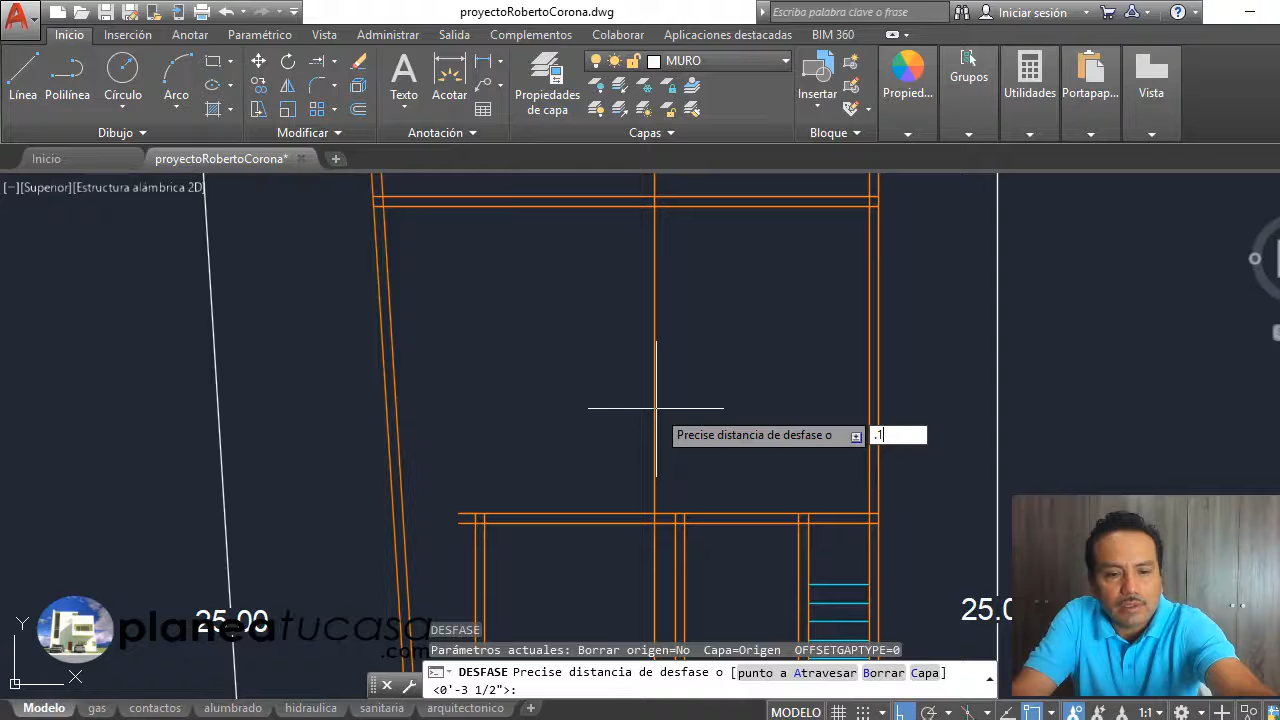 proyectoRobertoCorona.dwg
Escriba palabra clave o frase
Iniciar sesión
Inicio
Inserción
Anotar
Paramétrico
Vista
Administrar
Salida
Complementos
Colaborar
Aplicaciones destacadas
BIM 360
MURO
Línea
Polilínea
Círculo
Arco
Texto
Acotar
Propiedades
de capa
Insertar
Propied...
Grupos
Utilidades
Portapap...
Vista
Dibujo
Modificar
Anotación
Capas
Bloque
Inicio
proyectoRobertoCorona*
[−][Superior][Estructura alámbrica 2D]
Precise distancia de desfase o
.1
25.00
25.0
Y
X
planeatucasa
.com
DESFASE
Parámetros actuales: Borrar origen=No Capa=Origen OFFSETGAPTYPE=0
DESFASE Precise distancia de desfase o [punto a Atravesar Borrar Capa]
<0'-3 1/2">:
Modelo
gas
contactos
alumbrado
hidraulica
sanitaria
arquitectonico
MODELO
1:1